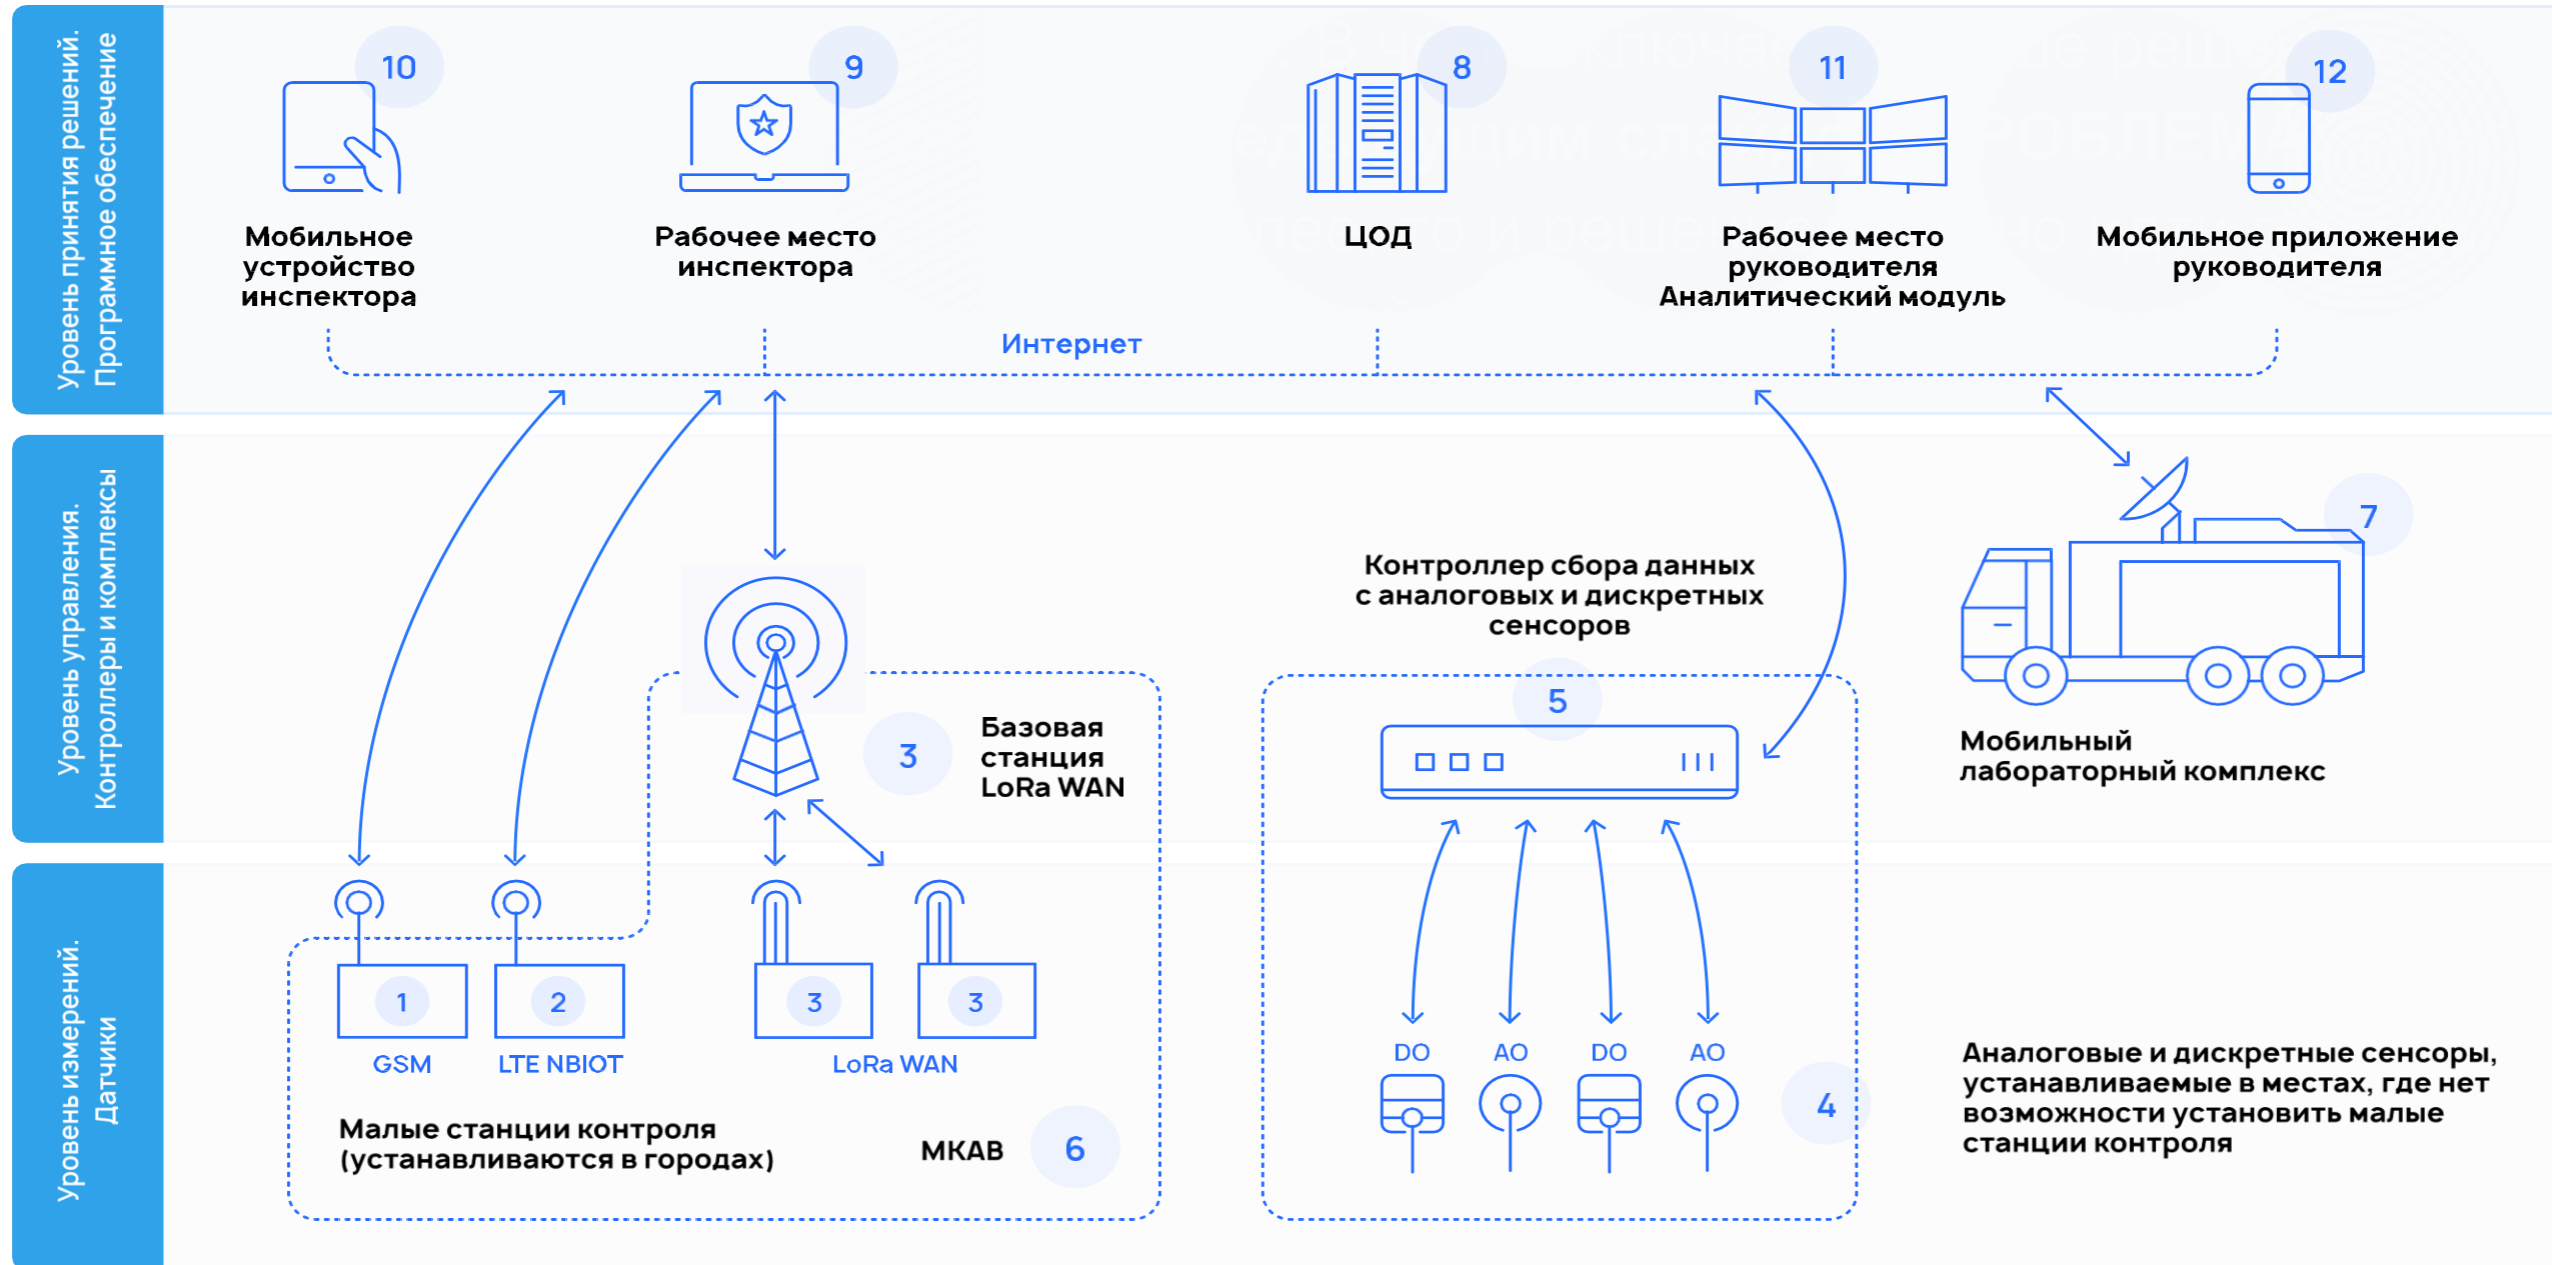 Уровень принятия решений.
Программное обеспечение
10
9
8
11
12
Мобильное
устройство
инспектора
Рабочее место
инспектора
ЦОД
Рабочее место
руководителя
Аналитический модуль
Мобильное приложение
руководителя
Интернет
Уровень управления.
Контроллеры и комплексы
3
Базовая
станция
LoRa WAN
Контроллер сбора данных
с аналоговых и дискретных
сенсоров
5
7
Мобильный
лабораторный комплекс
Уровень измерений.
Датчики
1
2
3
3
GSM
LTE NBIOT
LoRa WAN
Малые станции контроля
(устанавливаются в городах)
МКАВ
6
DO
AO
DO
AO
4
Аналоговые и дискретные сенсоры,
устанавливаемые в местах, где нет
возможности установить малые
станции контроля